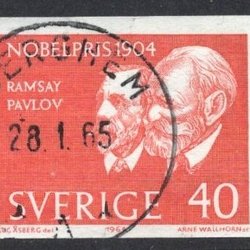 NOBELPRIS 1904
RAMSAY
PAVLOV
28.1.65
SVERIGE 40
ARNE WALLHORN